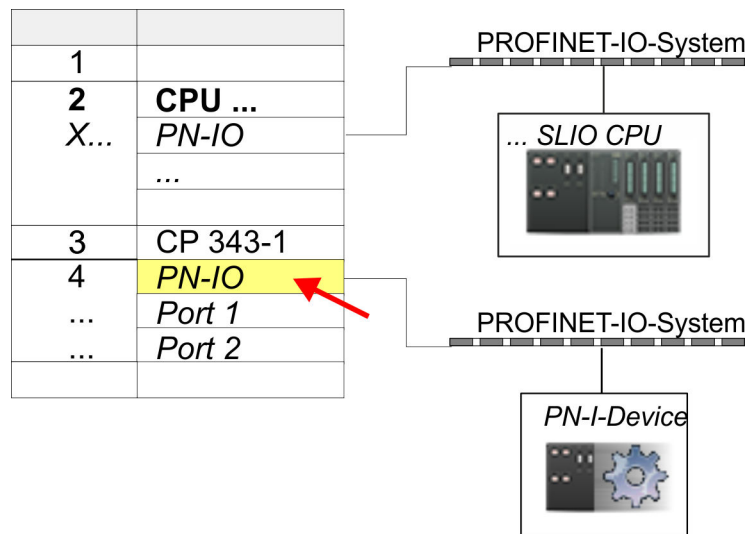 1
2 CPU ...
X... PN-IO
...
3 CP 343-1
4 PN-IO
... Port 1
... Port 2
PROFINET-IO-System
... SLIO CPU
PROFINET-IO-System
PN-I-Device